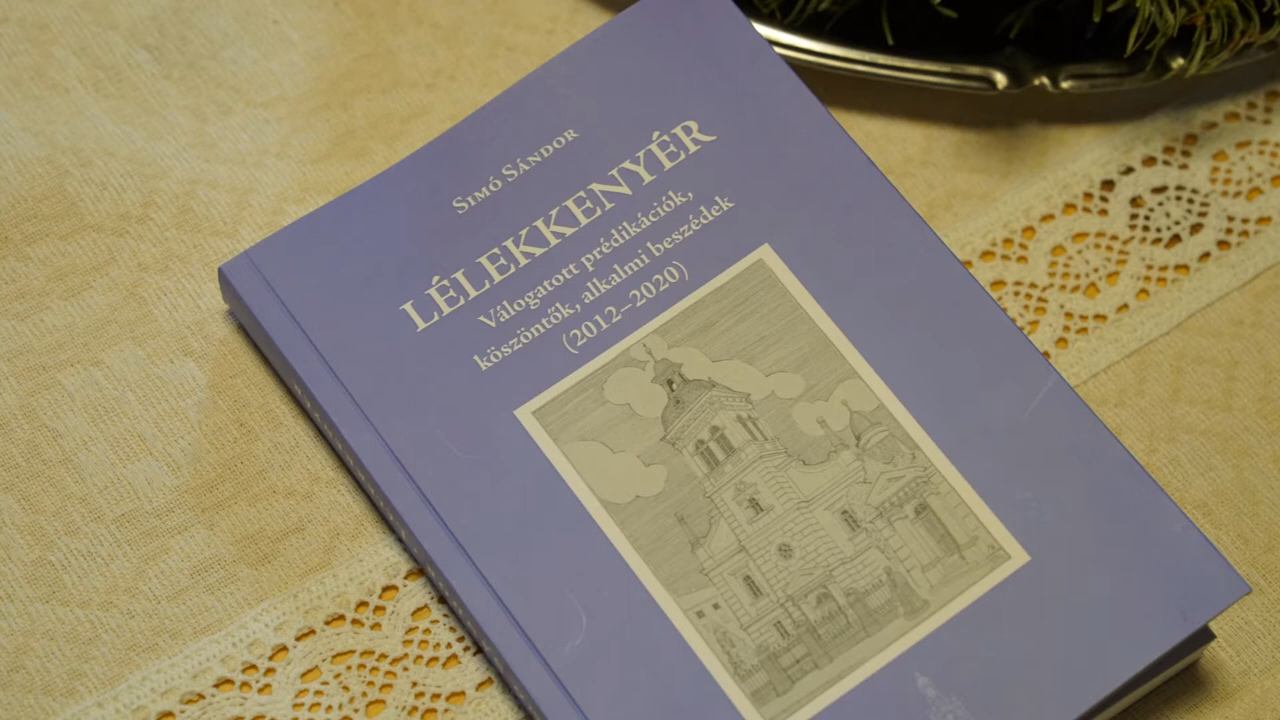 SIMÓ SÁNDOR
LÉLEKKENYÉR
Válogatott prédikációk,
köszöntők, alkalmi beszédek
(2012–2020)